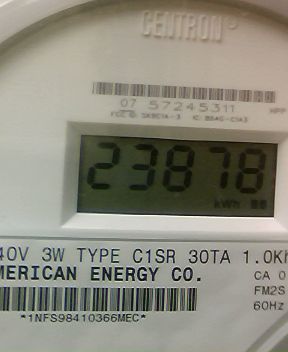 CENTRON
07 57245311
23878
kWh
40V 3W TYPE C1SR 30TA 1.0Kh
MERICAN ENERGY CO.
CA 0
FM2S
60Hz
*1NFS98410366MEC*